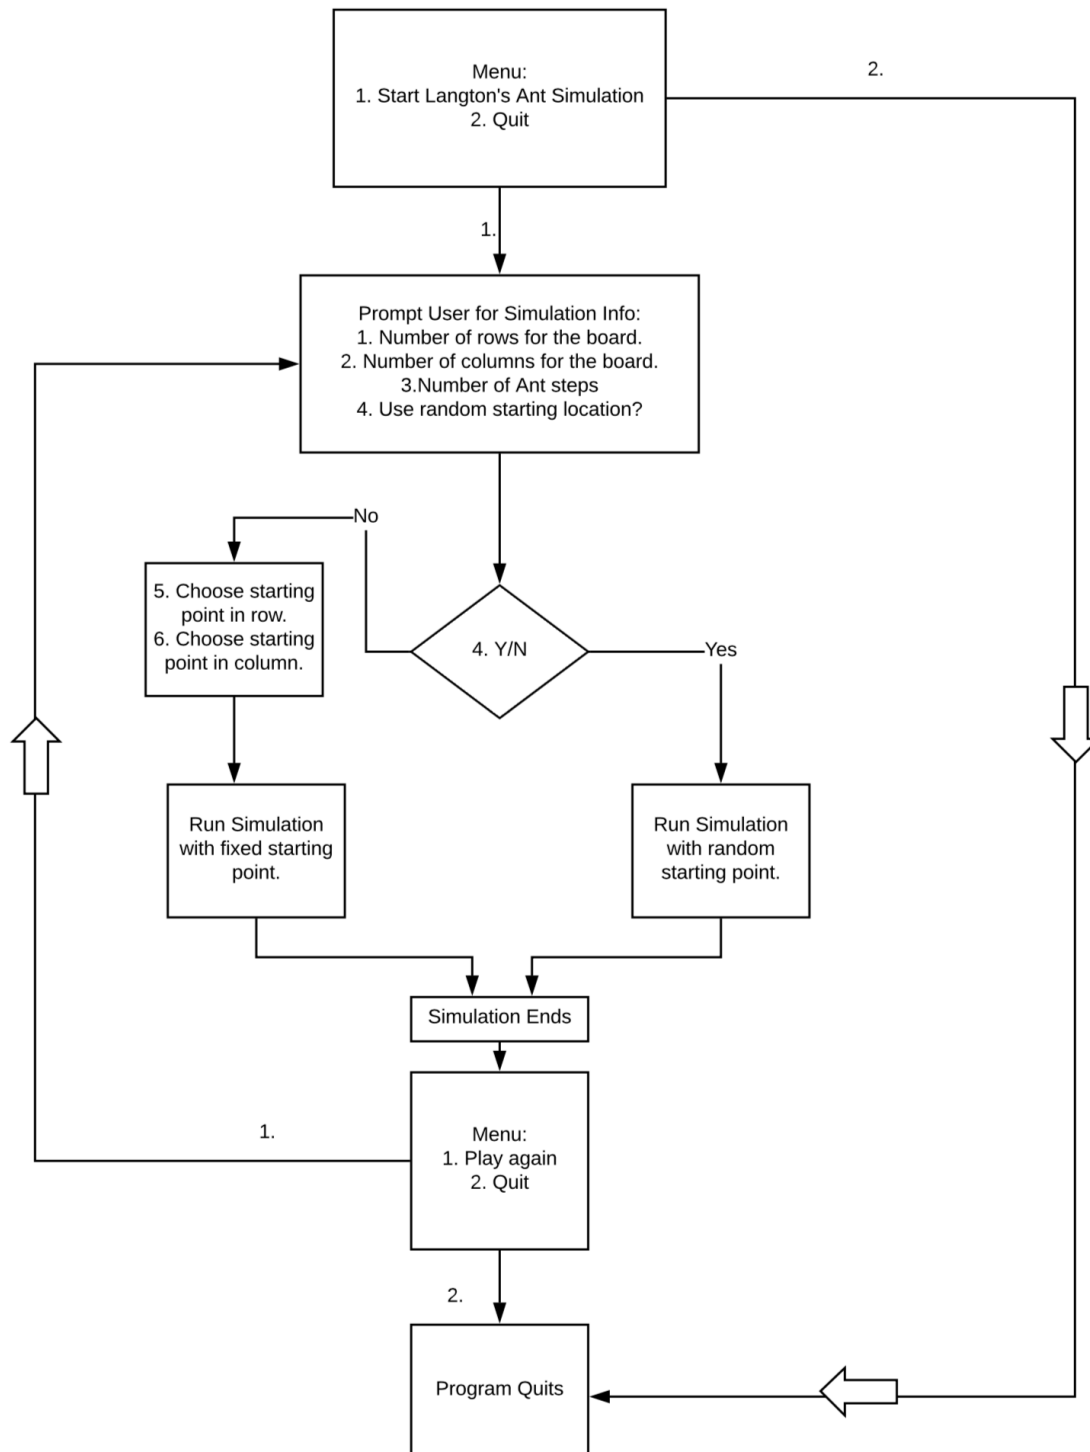 Menu:
1. Start Langton's Ant Simulation
2. Quit
2.
1.
Prompt User for Simulation Info:
1. Number of rows for the board.
2. Number of columns for the board.
3.Number of Ant steps
4. Use random starting location?
No
5. Choose starting
point in row.
6. Choose starting
point in column.
4. Y/N
Yes
Run Simulation
with fixed starting
point.
Run Simulation
with random
starting point.
Simulation Ends
1.
Menu:
1. Play again
2. Quit
2.
Program Quits